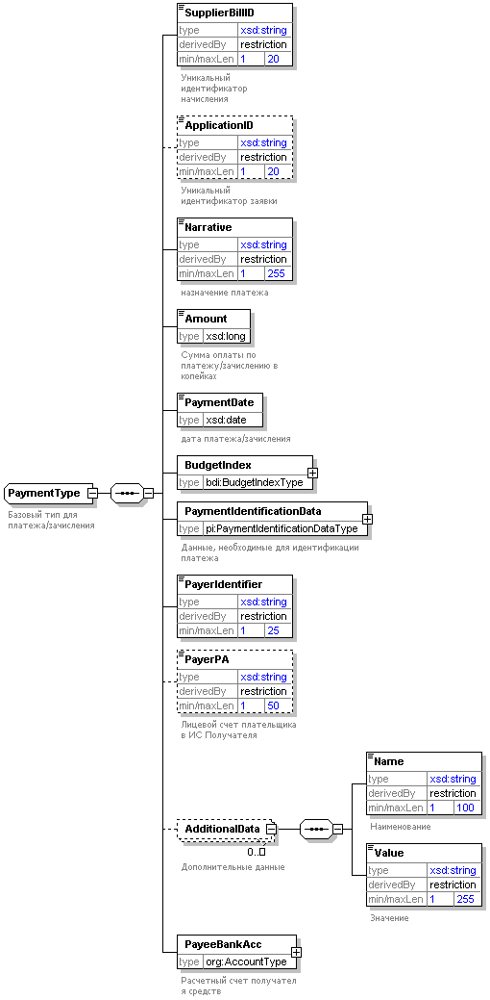 SupplierBillID
type xsd:string
derivedBy restriction
min/maxLen 1 20
Уникальный
идентификатор
начисления
ApplicationID
type xsd:string
derivedBy restriction
min/maxLen 1 20
Уникальный
идентификатор заявки
Narrative
type xsd:string
derivedBy restriction
min/maxLen 1 255
назначение платежа
Amount
type xsd:long
Сумма оплаты по
платежу/зачислению в
копейках
PaymentDate
type xsd:date
дата платежа/зачисления
BudgetIndex
type bdi:BudgetIndexType
PaymentType
Базовый тип для
платежа/зачисления
PaymentIdentificationData
type pi:PaymentIdentificationDataType
Данные, необходимые для идентификации
платежа
PayerIdentifier
type xsd:string
derivedBy restriction
min/maxLen 1 25
PayerPA
type xsd:string
derivedBy restriction
min/maxLen 1 50
Лицевой счет плательщика
в ИС Получателя
AdditionalData
0..
Дополнительные данные
Name
type xsd:string
derivedBy restriction
min/maxLen 1 100
Наименование
Value
type xsd:string
derivedBy restriction
min/maxLen 1 255
Значение
PayeeBankAcc
type org:AccountType
Расчетный счет получател
я средств